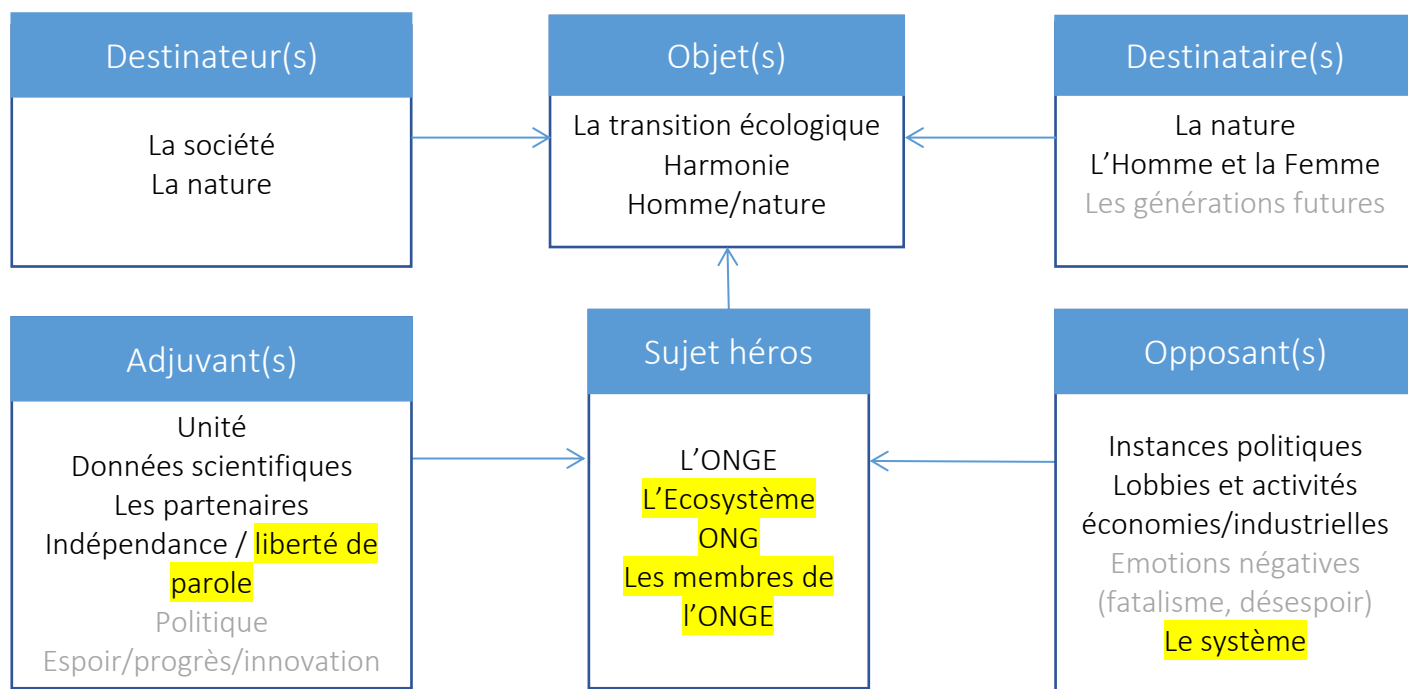 Destinateur(s)
La société
La nature
Objet(s)
La transition écologique
Harmonie
Homme/nature
Destinataire(s)
La nature
L’Homme et la Femme
Les générations futures
Adjuvant(s)
Unité
Données scientifiques
Les partenaires
Indépendance / liberté de
parole
Politique
Espoir/progrès/innovation
Sujet héros
L’ONGE
L’Ecosystème
ONG
Les membres de
l’ONGE
Opposant(s)
Instances politiques
Lobbies et activités
économies/industrielles
Emotions négatives
(fatalisme, désespoir)
Le système